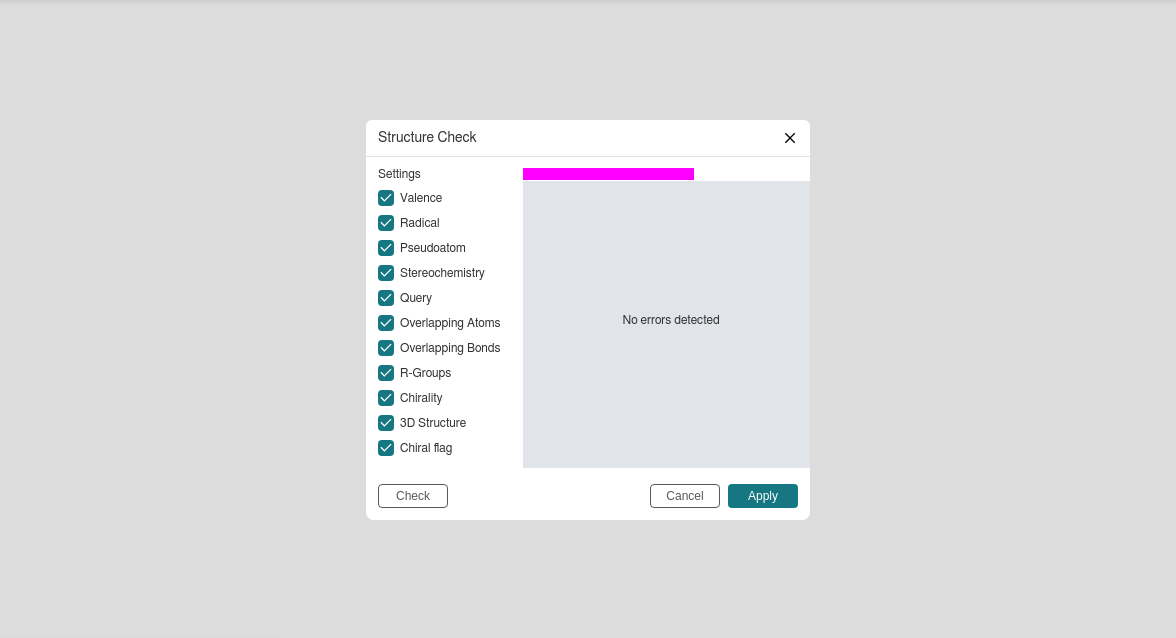 Structure Check
Settings
Valence
Radical
Pseudoatom
Stereochemistry
Query
Overlapping Atoms
Overlapping Bonds
R-Groups
Chirality
3D Structure
Chiral flag
No errors detected
Check
Cancel
Apply